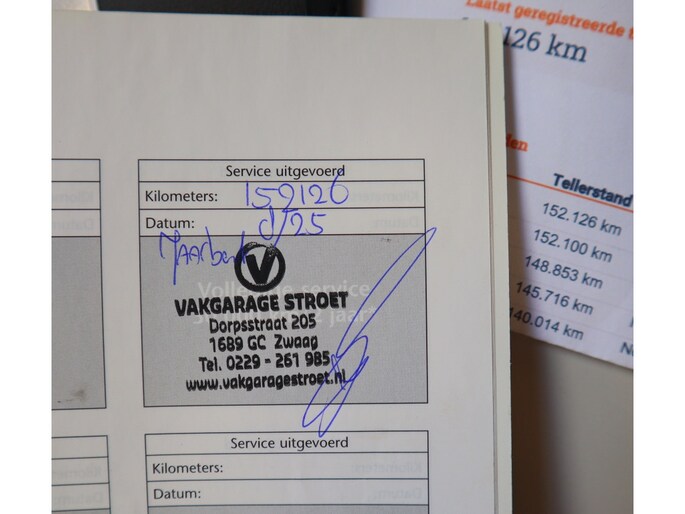 Service uitgevoerd
Kilometers: 152126
Datum: /25
Jaarbeurt
V
VAKGARAGE STROET
Dorpsstraat 205
1689 GC Zwaag
Tel. 0229 - 261 985
www.vakgaragestroet.nl
Service uitgevoerd
Kilometers:
Datum:
Laatst geregistreerde
126 km
Tellerstand
152.126 km
152.100 km
148.853 km
145.716 km
140.014 km